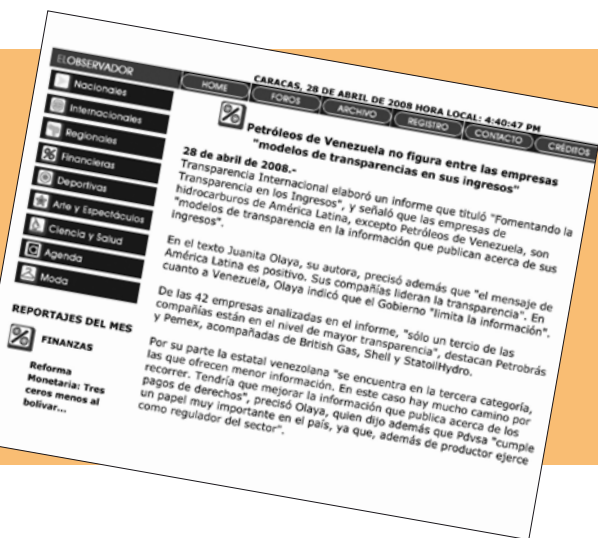 CARACAS, 28 DE ABRIL DE 2008 HORA LOCAL: 4:40:47 PM
ELOBSERVADOR
HOME
FOROS
ARCHIVO
REGISTRO
CONTACTO
CRÉDITOS
Nacionales
Internacionales
Regionales
Financieras
Deportivas
Arte y Espectáculos
Ciencia y Salud
Agenda
Moda
REPORTAJES DEL MES
FINANZAS
Reforma
Monetaria: Tres
ceros menos al
bolívar...
Petróleos de Venezuela no figura entre las empresas
"modelos de transparencias en sus ingresos"
28 de abril de 2008.-
Transparencia Internacional elaboró un informe que tituló "Fomentando la
Transparencia en los Ingresos", y señaló que las empresas de
hidrocarburos de América Latina, excepto Petróleos de Venezuela, son
"modelos de transparencia en la información que publican acerca de sus
ingresos".
En el texto Juanita Olaya, su autora, precisó además que "el mensaje de
América Latina es positivo. Sus compañías lideran la transparencia". En
cuanto a Venezuela, Olaya indicó que el Gobierno "limita la información".
De las 42 empresas analizadas en el informe, "sólo un tercio de las
compañías están en el nivel de mayor transparencia", destacan Petrobrás
y Pemex, acompañadas de British Gas, Shell y StatoilHydro.
Por su parte la estatal venezolana "se encuentra en la tercera categoría,
las que ofrecen menor información. En este caso hay mucho camino por
recorrer. Tendría que mejorar la información que publica acerca de los
pagos de derechos", precisó Olaya, quien dijo además que Pdvsa "cumple
un papel muy importante en el país, ya que, además de productor ejerce
como regulador del sector".